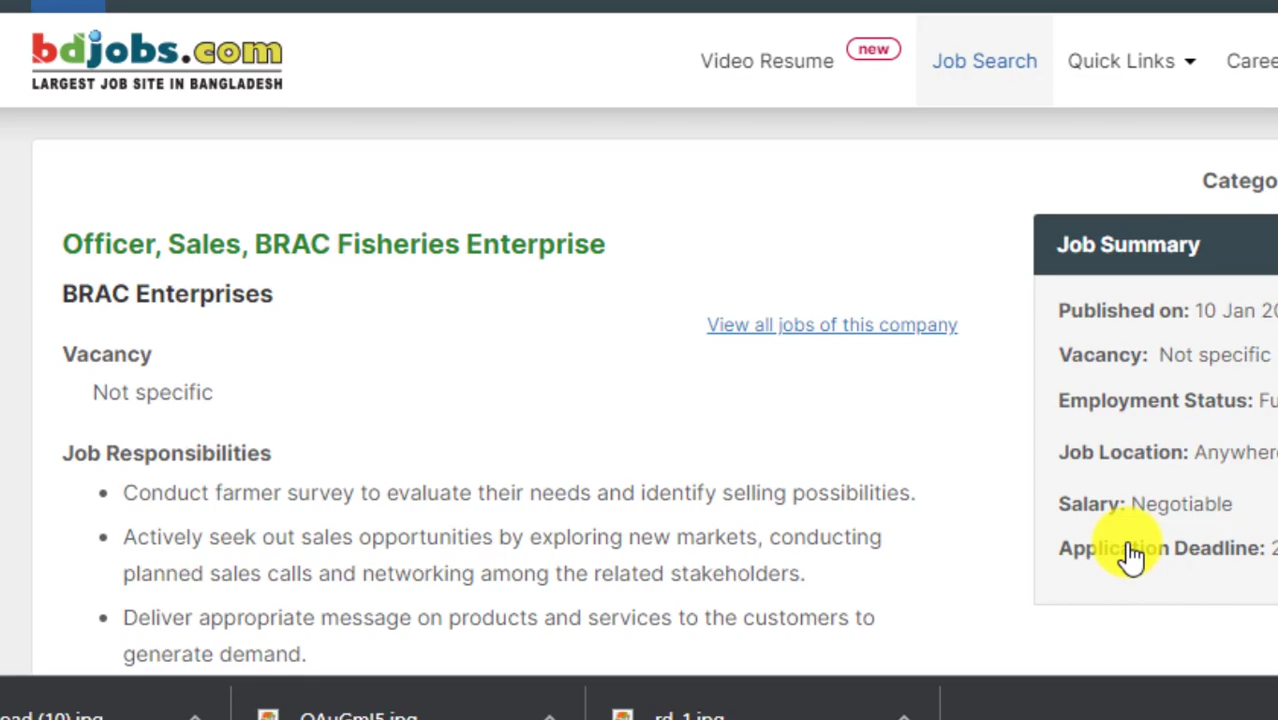 bdjobs.com
LARGEST JOB SITE IN BANGLADESH
Video Resume
new
Job Search
Quick Links
Officer, Sales, BRAC Fisheries Enterprise
BRAC Enterprises
View all jobs of this company
Vacancy
Not specific
Job Responsibilities
Conduct farmer survey to evaluate their needs and identify selling possibilities.
Actively seek out sales opportunities by exploring new markets, conducting
planned sales calls and networking among the related stakeholders.
Deliver appropriate message on products and services to the customers to
generate demand.
Job Summary
Published on: 10 Jan
Vacancy: Not specific
Employment Status:
Job Location:
Salary: Negotiable
Application Deadline: